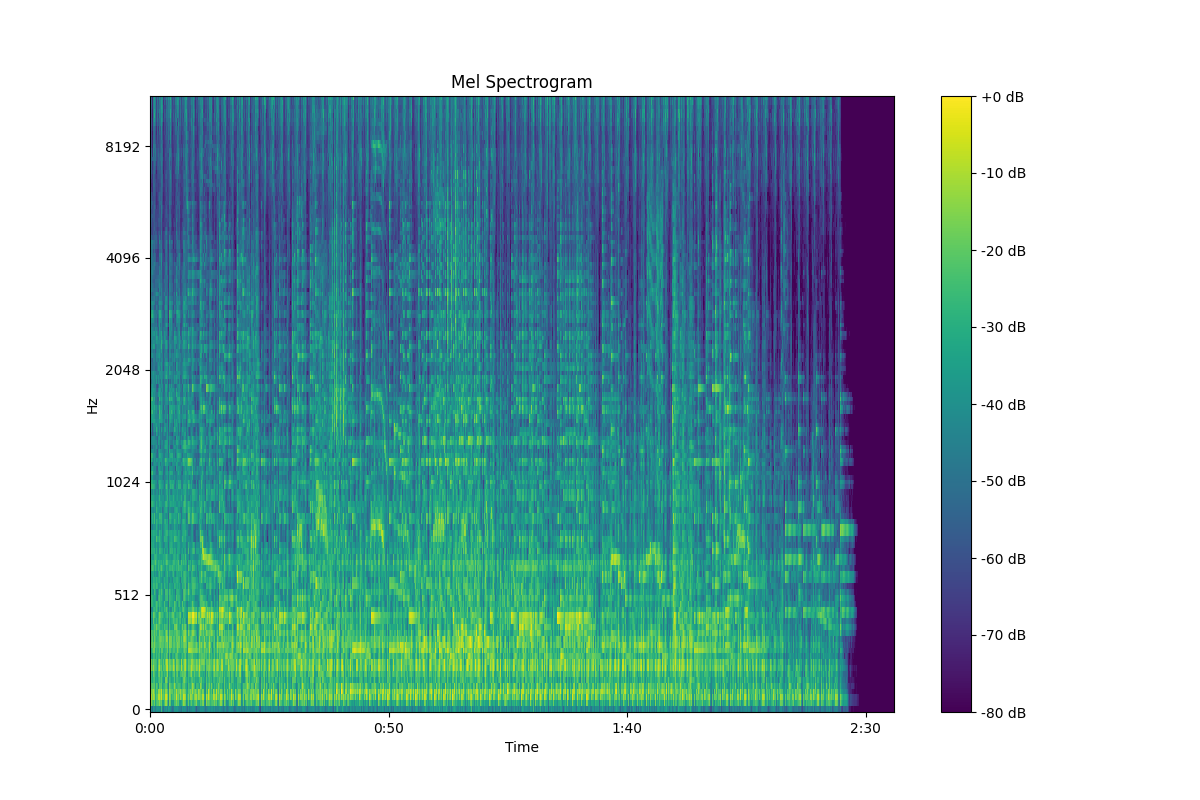 Mel Spectrogram
8192
4096
2048
1024
512
0
Hz
0:00
0:50
1:40
2:30
Time
+0 dB
-10 dB
-20 dB
-30 dB
-40 dB
-50 dB
-60 dB
-70 dB
-80 dB